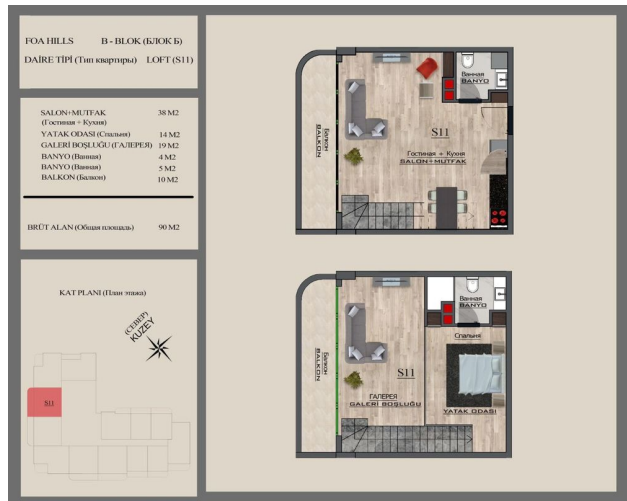 FOA HILLS B - BLOK (БЛОК Б)
DAİRE TİPİ (Тип квартиры) LOFT (S11)
SALON+MUTFAK 38 M2
(Гостиная + Кухня)
YATAK ODASI (Спальня) 14 M2
GALERİ BOŞLUĞU (ГАЛЕРЕЯ) 19 M2
BANYO (Ванная) 4 M2
BANYO (Ванная) 5 M2
BALKON (Балкон) 10 M2
BRÜT ALAN (Общая площадь) 90 M2
KAT PLANI (План этажа)
(СЕВЕР)
KUZEY
S11
Ванная
BANYO
Балкон
BALKON
S11
Гостиная + Кухня
SALON+MUTFAK
Ванная
BANYO
Спальня
Балкон
BALKON
S11
ГАЛЕРЕЯ
GALERİ BOŞLUĞU
YATAK ODASI